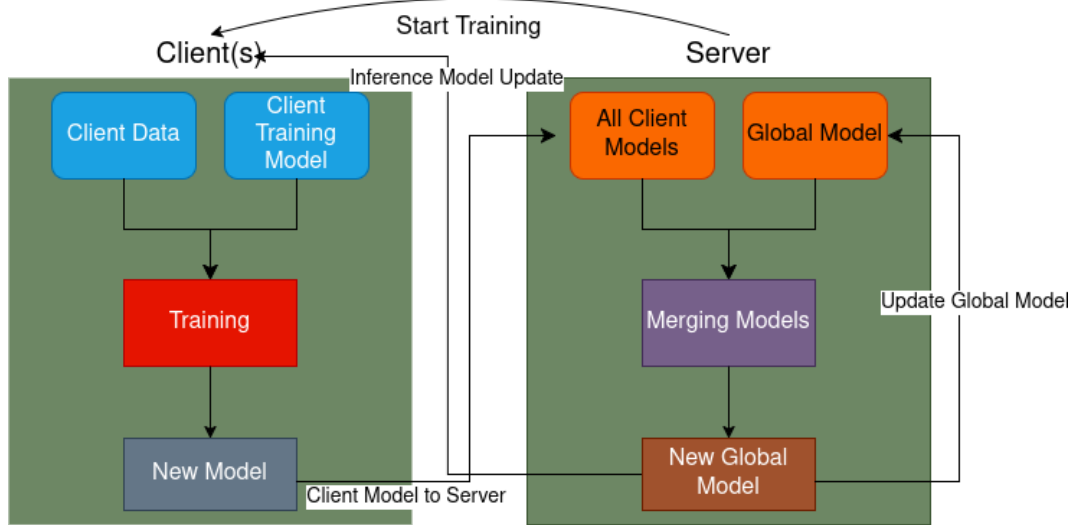 Start Training
Client(s)
Server
Inference Model Update
Client Data
Client
Training
Model
All Client
Models
Global Model
Training
Merging Models
Update Global Model
New Model
New Global
Model
Client Model to Server